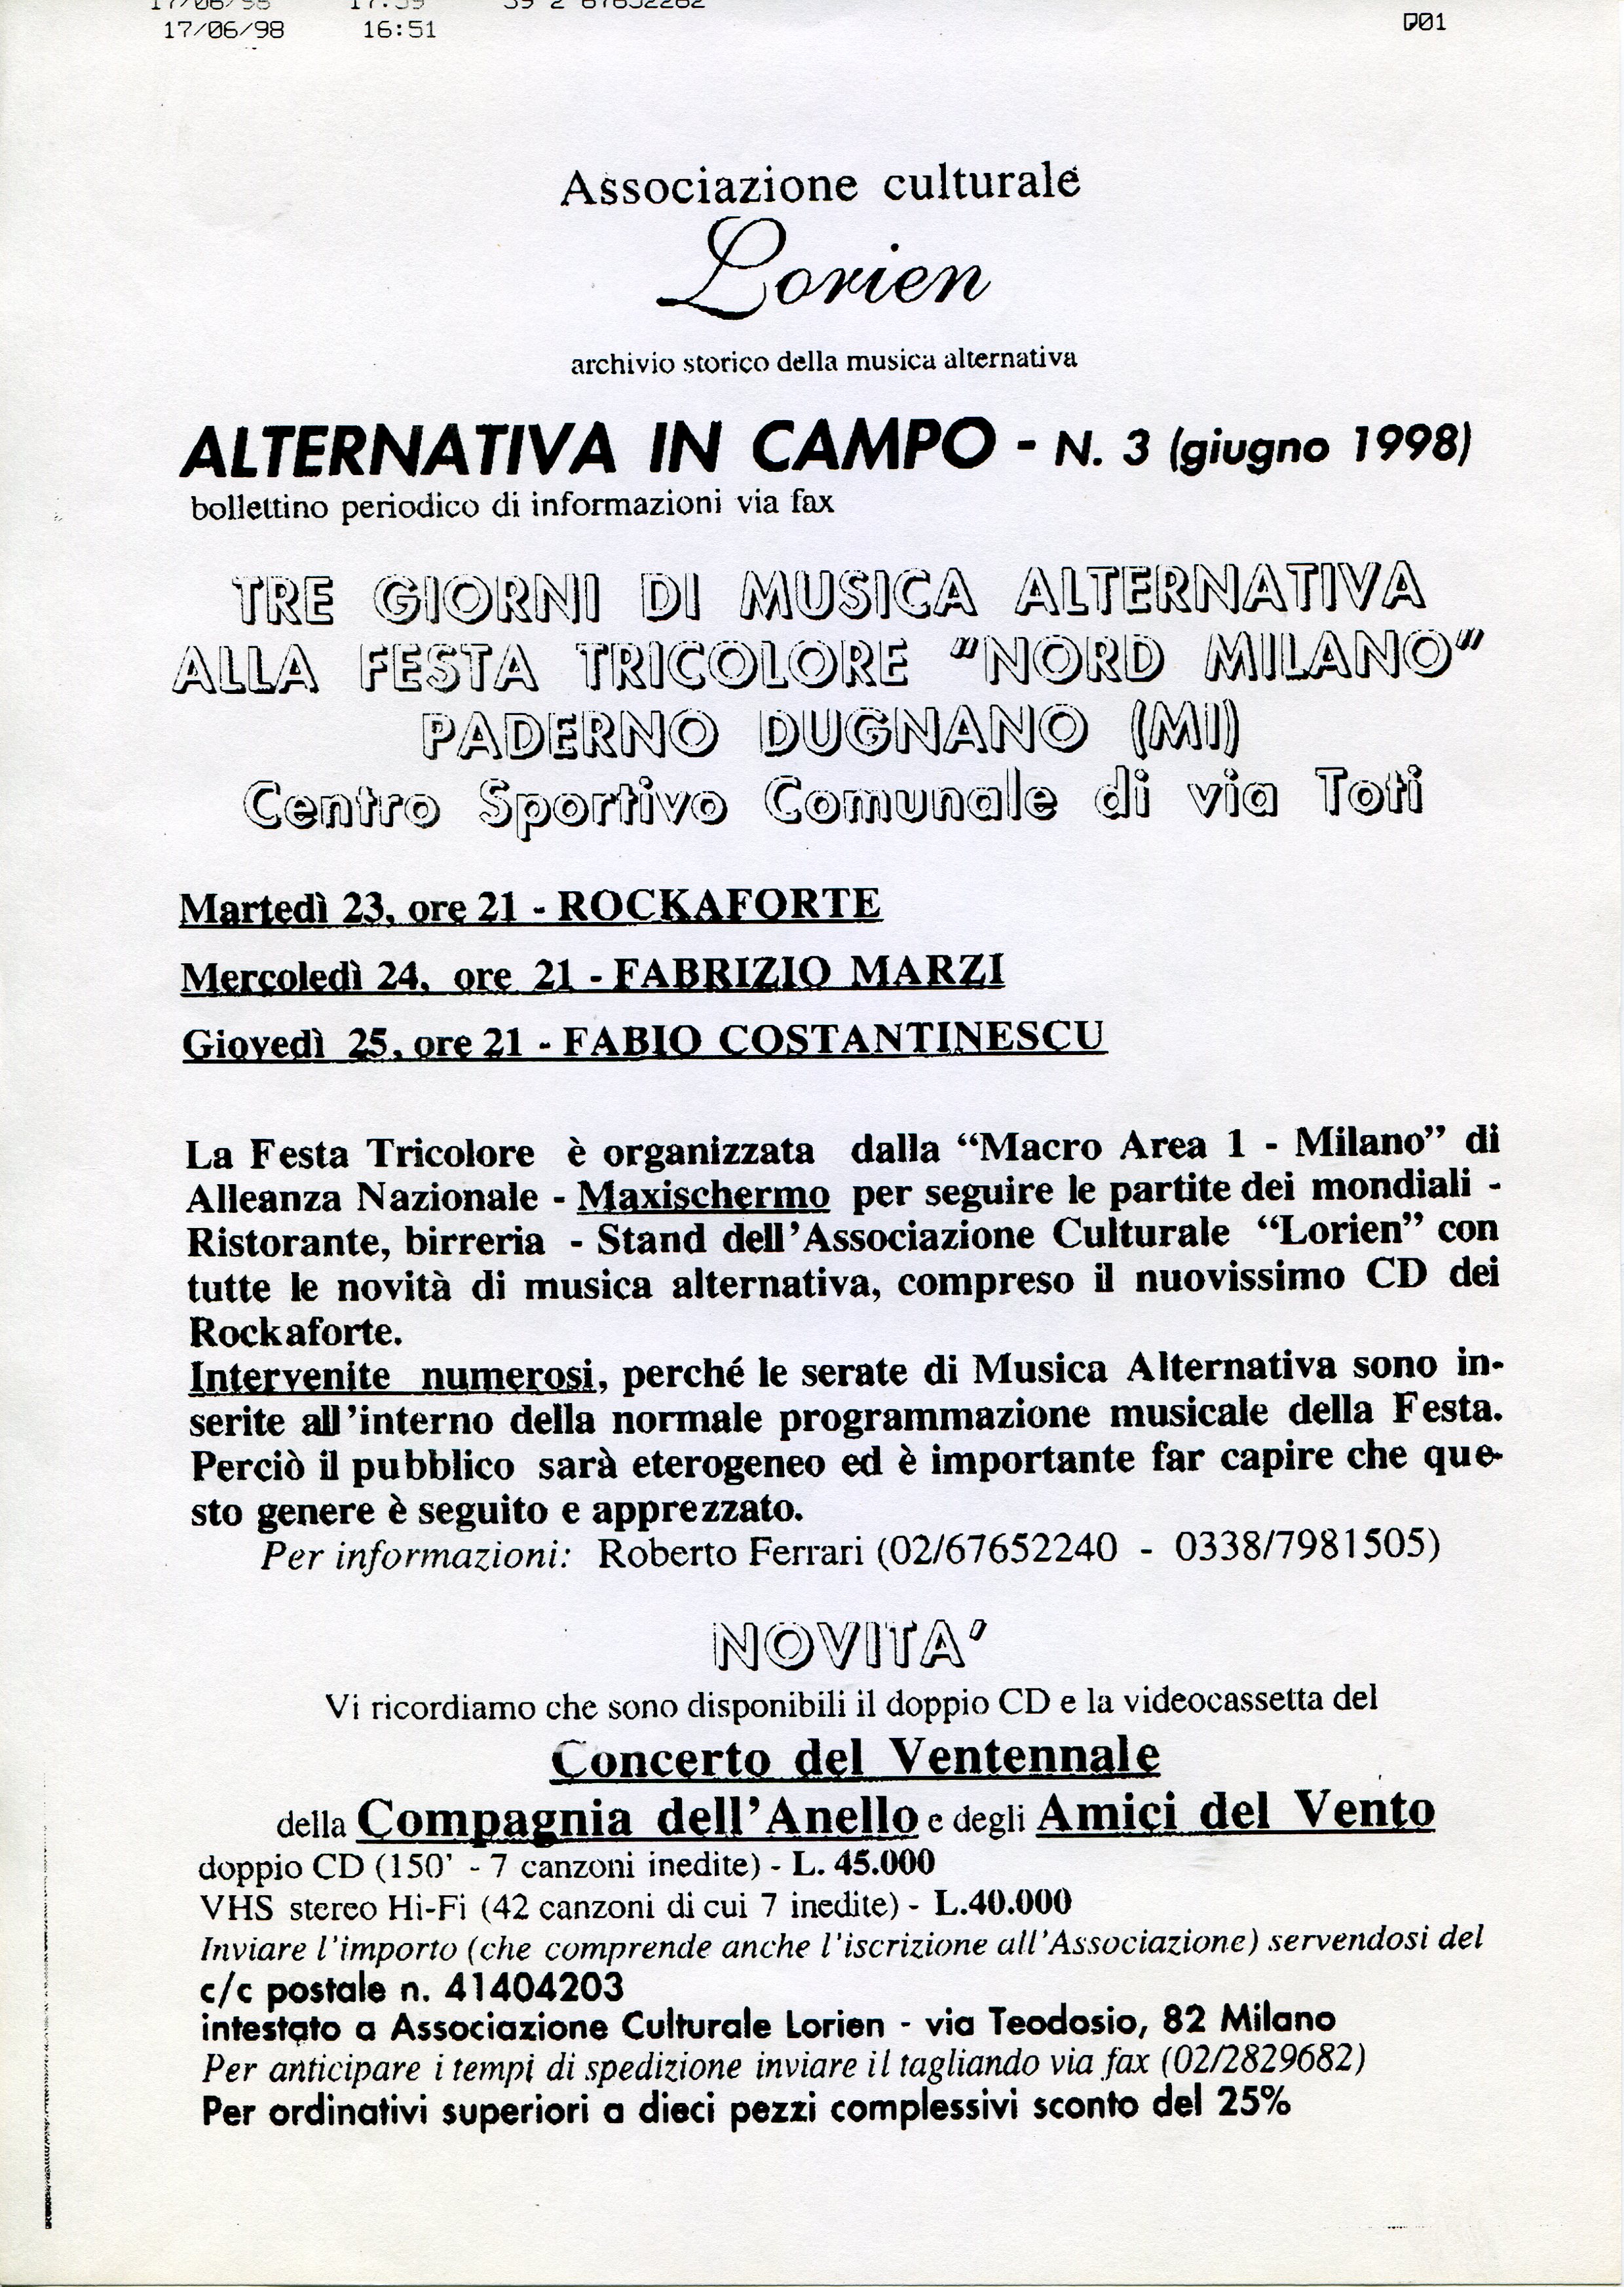 17/06/98 16:51 P01
Associazione culturale
Lorien
archivio storico della musica alternativa
ALTERNATIVA IN CAMPO - N. 3 (giugno 1998)
bollettino periodico di informazioni via fax
TRE GIORNI DI MUSICA ALTERNATIVA
ALLA FESTA TRICOLORE "NORD MILANO"
PADERNO DUGNANO (MI)
Centro Sportivo Comunale di via Toti
Martedì 23, ore 21 - ROCKAFORTE
Mercoledì 24, ore 21 - FABRIZIO MARZI
Giovedì 25, ore 21 - FABIO COSTANTINESCU
La Festa Tricolore è organizzata dalla “Macro Area 1 - Milano” di
Alleanza Nazionale - Maxischermo per seguire le partite dei mondiali -
Ristorante, birreria - Stand dell’Associazione Culturale “Lorien” con
tutte le novità di musica alternativa, compreso il nuovissimo CD dei
Rockaforte.
Intervenite numerosi, perché le serate di Musica Alternativa sono in-
serite all’interno della normale programmazione musicale della Festa.
Perciò il pubblico sarà eterogeneo ed è importante far capire che que-
sto genere è seguito e apprezzato.
Per informazioni: Roberto Ferrari (02/67652240 - 0338/7981505)
NOVITA’
Vi ricordiamo che sono disponibili il doppio CD e la videocassetta del
Concerto del Ventennale
della Compagnia dell’Anello e degli Amici del Vento
doppio CD (150’ - 7 canzoni inedite) - L. 45.000
VHS stereo Hi-Fi (42 canzoni di cui 7 inedite) - L.40.000
Inviare l’importo (che comprende anche l’iscrizione all’Associazione) servendosi del
c/c postale n. 41404203
intestato a Associazione Culturale Lorien - via Teodosio, 82 Milano
Per anticipare i tempi di spedizione inviare il tagliando via fax (02/2829682)
Per ordinativi superiori a dieci pezzi complessivi sconto del 25%